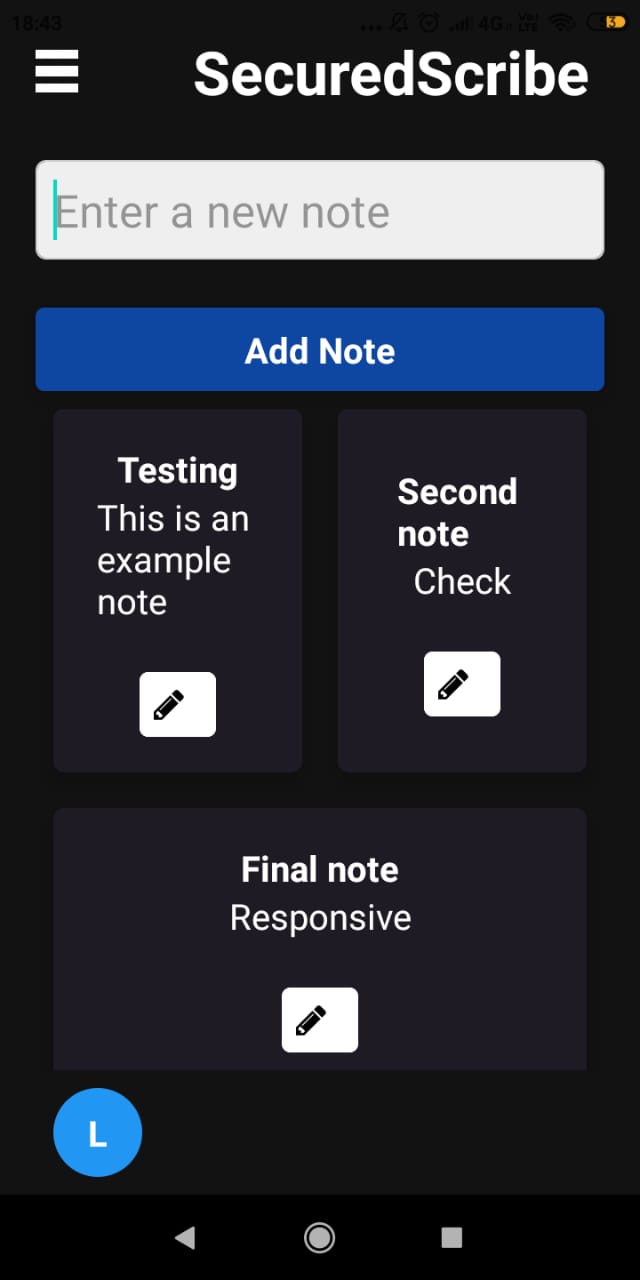 18:43
... 4G Vo LTE 3
SecuredScribe
Enter a new note
Add Note
Testing
This is an
example
note
Second
note
Check
Final note
Responsive
L